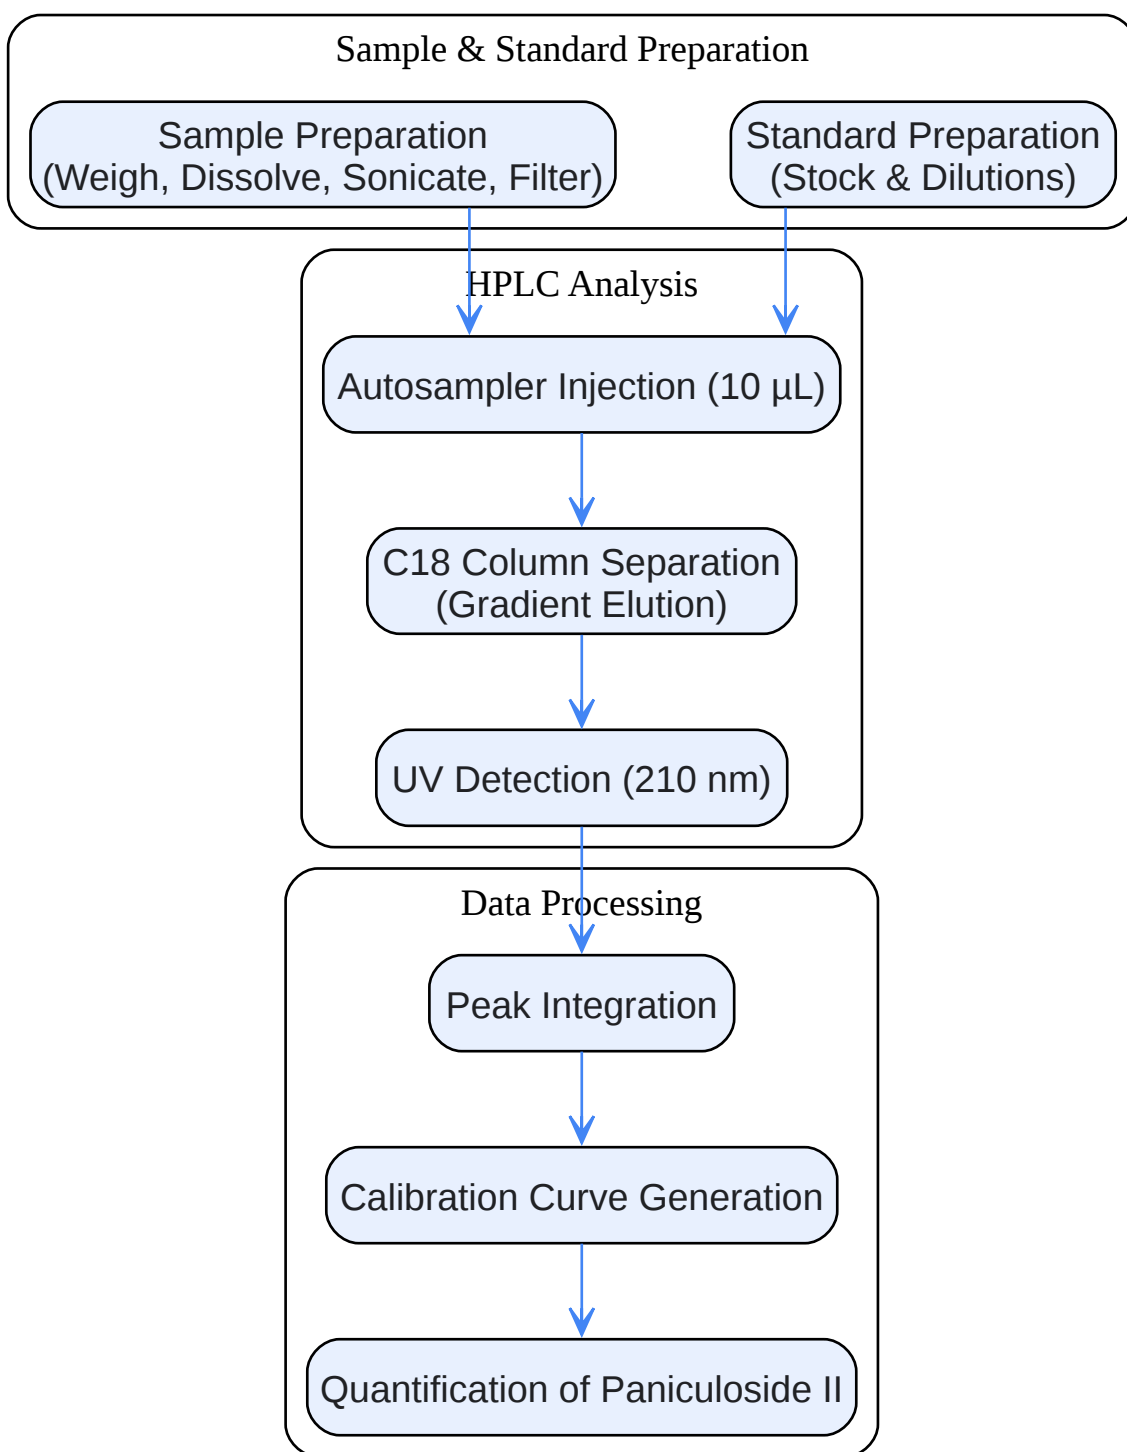 Sample & Standard Preparation
Sample Preparation
(Weigh, Dissolve, Sonicate, Filter)
Standard Preparation
(Stock & Dilutions)
HPLC Analysis
Autosampler Injection (10 µL)
C18 Column Separation
(Gradient Elution)
UV Detection (210 nm)
Data Processing
Peak Integration
Calibration Curve Generation
Quantification of Paniculoside II